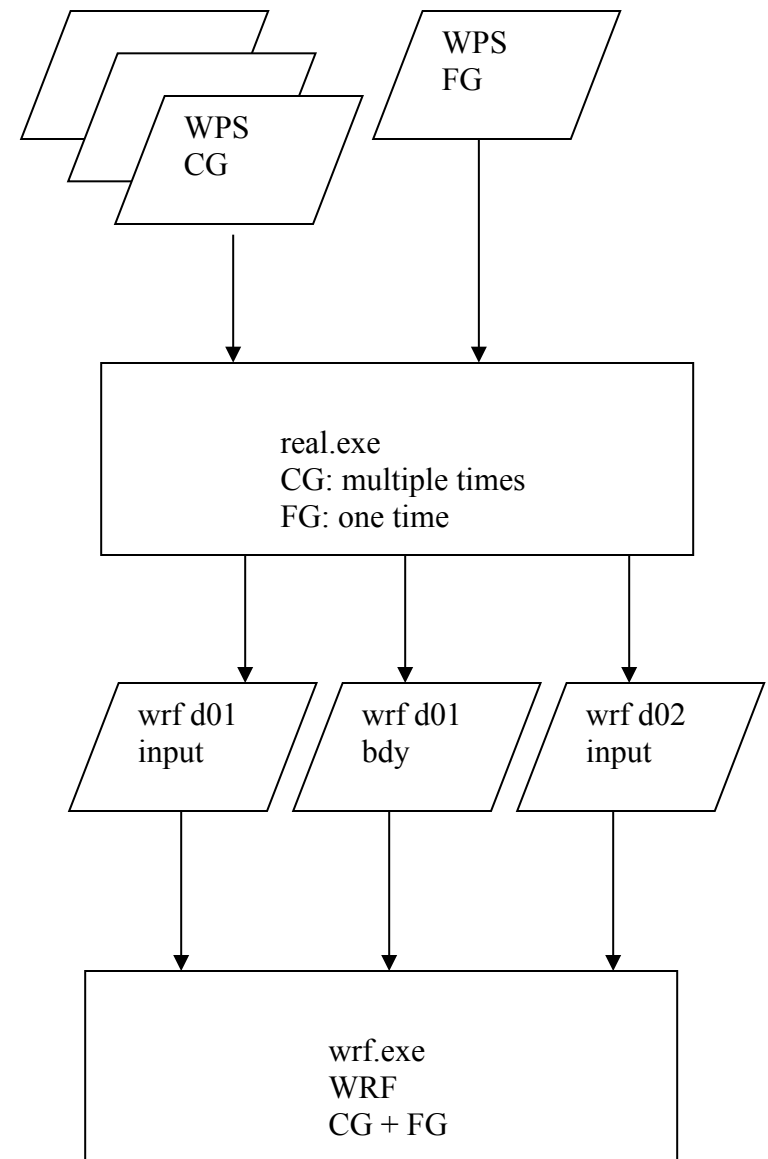 WPS
CG
WPS
FG
real.exe
CG: multiple times
FG: one time
wrf d01
input
wrf d01
bdy
wrf d02
input
wrf.exe
WRF
CG + FG